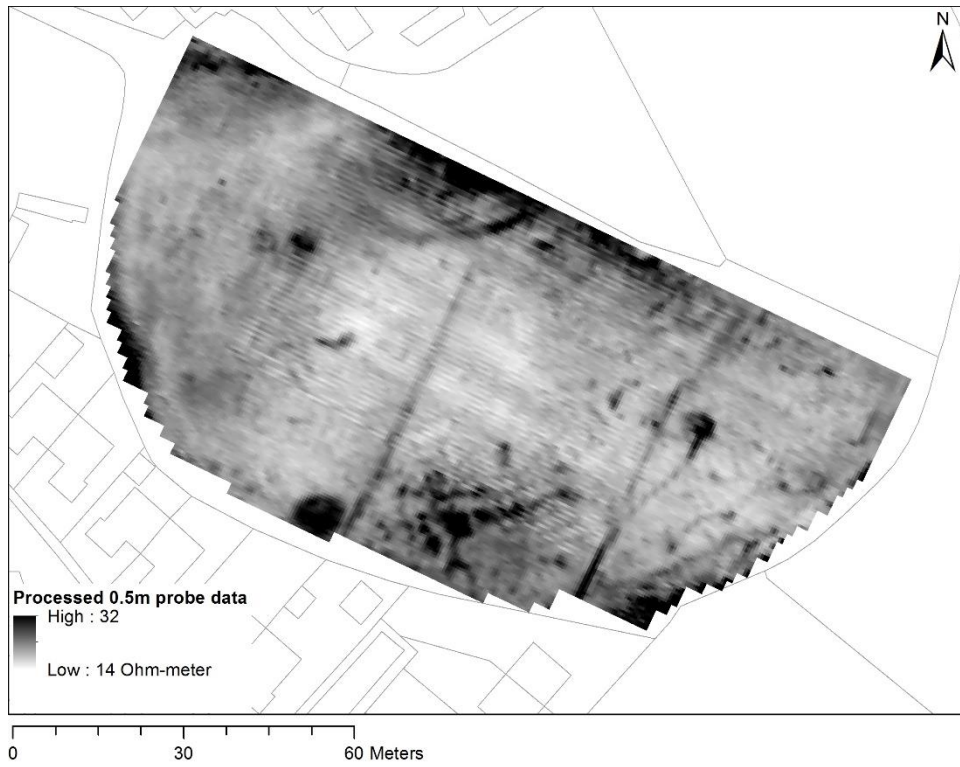 N
Processed 0.5m probe data
High : 32
Low : 14 Ohm-meter
0 30 60 Meters